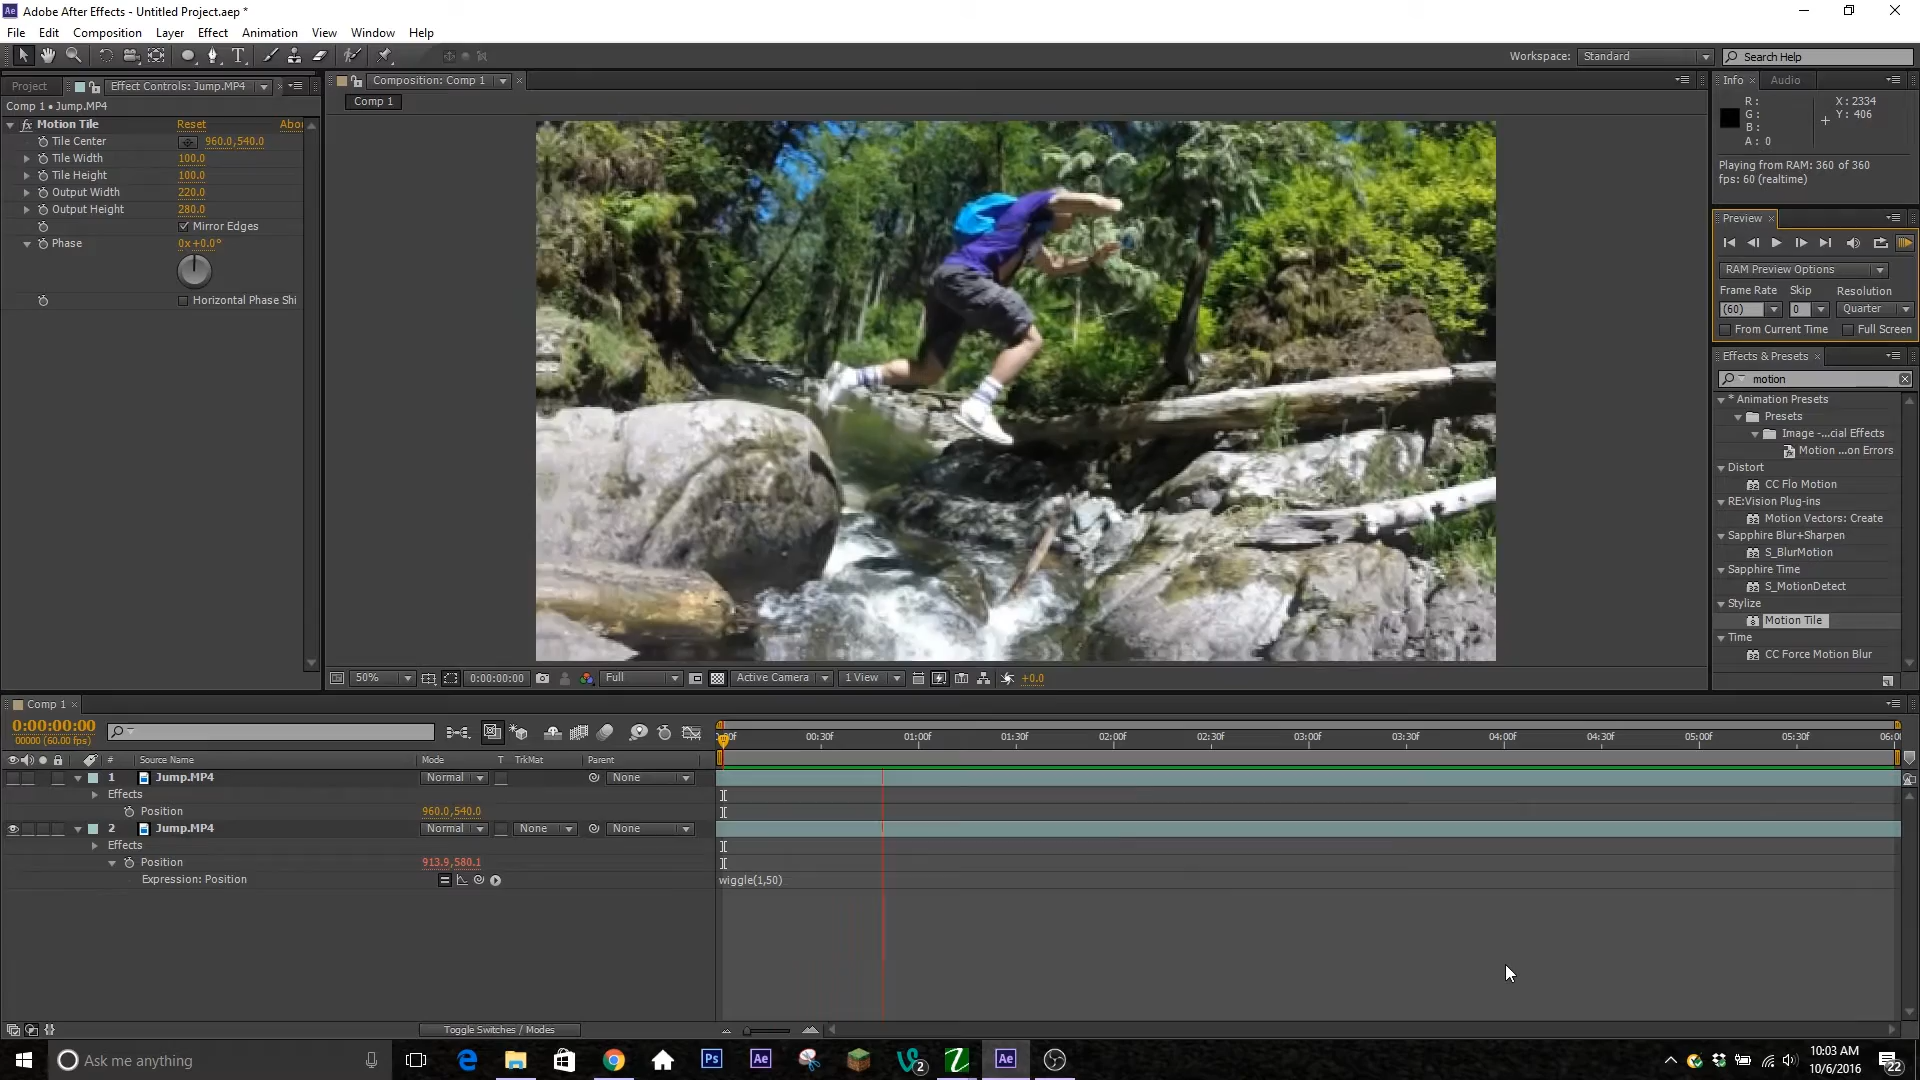 Adobe After Effects - Untitled Project.aep *
File Edit Composition Layer Effect Animation View Window Help
Workspace: Standard Search Help
Project Effect Controls: Jump.MP4
Comp 1 • Jump.MP4
fx Motion Tile Reset Abo
Tile Center 960.0,540.0
Tile Width 100.0
Tile Height 100.0
Output Width 220.0
Output Height 280.0
Mirror Edges
Phase 0x+0.0°
Horizontal Phase Shi
Composition: Comp 1
Comp 1
50% 0:00:00:00 Full Active Camera 1 View +0.0
Info Audio
R: X: 2334
G: Y: 406
B:
A: 0
Playing from RAM: 360 of 360
fps: 60 (realtime)
Preview
RAM Preview Options
Frame Rate Skip Resolution
(60) 0 Quarter
From Current Time Full Screen
Effects & Presets
motion
* Animation Presets
Presets
Image -...cial Effects
Motion ...on Errors
Distort
CC Flo Motion
RE:Vision Plug-ins
Motion Vectors: Create
Sapphire Blur+Sharpen
S_BlurMotion
Sapphire Time
S_MotionDetect
Stylize
Motion Tile
Time
CC Force Motion Blur
Comp 1
0:00:00:00
00000 (60.00 fps)
:00f 00:30f 01:00f 01:30f 02:00f 02:30f 03:00f 03:30f 04:00f 04:30f 05:00f 05:30f 06:0
# Source Name Mode T TrkMat Parent
1 Jump.MP4 Normal None
Effects
Position 960.0,540.0
2 Jump.MP4 Normal None None
Effects
Position 913.9,580.1
Expression: Position wiggle(1,50)
Toggle Switches / Modes
Ask me anything
Ps Ae 2 Ae
10:03 AM
10/6/2016
22